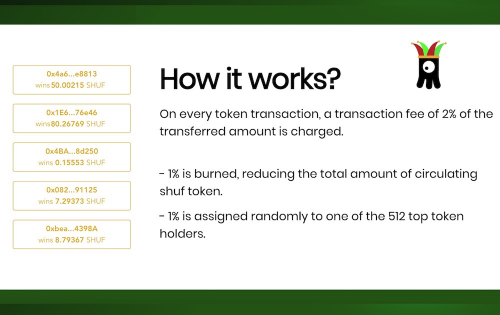 0x4a6...e8813
wins 50.00215 SHUF
0x1E6...76e46
wins 80.26769 SHUF
0x4BA...8d250
wins 0.15553 SHUF
0x082...91125
wins 7.29373 SHUF
0xbea...4398A
wins 8.79367 SHUF
How it works?
On every token transaction, a transaction fee of 2% of the
transferred amount is charged.
- 1% is burned, reducing the total amount of circulating
shuf token.
- 1% is assigned randomly to one of the 512 top token
holders.